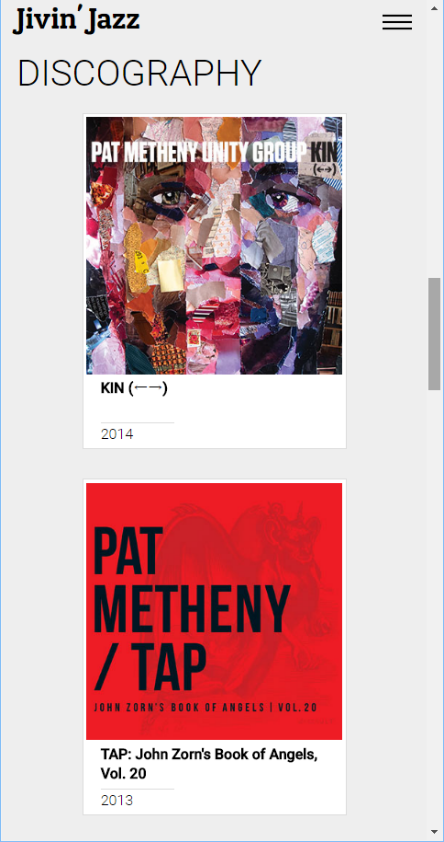 Jivin' Jazz
DISCOGRAPHY
PAT METHENY UNITY GROUP KIN
(←→)
KIN (←→)
2014
PAT
METHENY
/ TAP
JOHN ZORN'S BOOK OF ANGELS | VOL.20
TAP: John Zorn's Book of Angels,
Vol. 20
2013